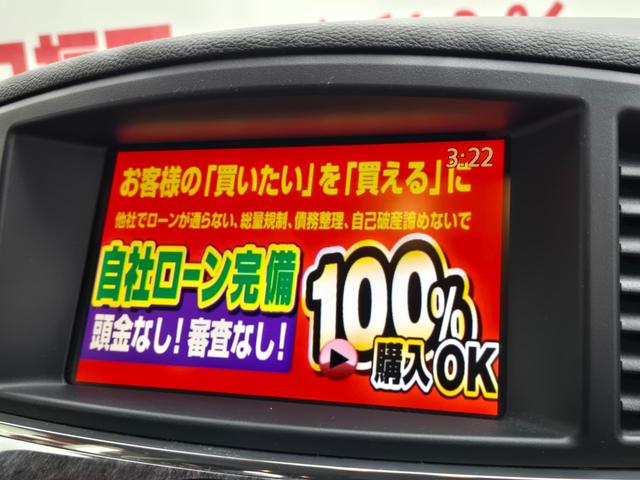 3:22
お客様の「買いたい」を「買える」に
他社でローンが通らない、総量規制、債務整理、自己破産諦めないで
自社ローン完備
頭金なし!審査なし!
100%
購入OK